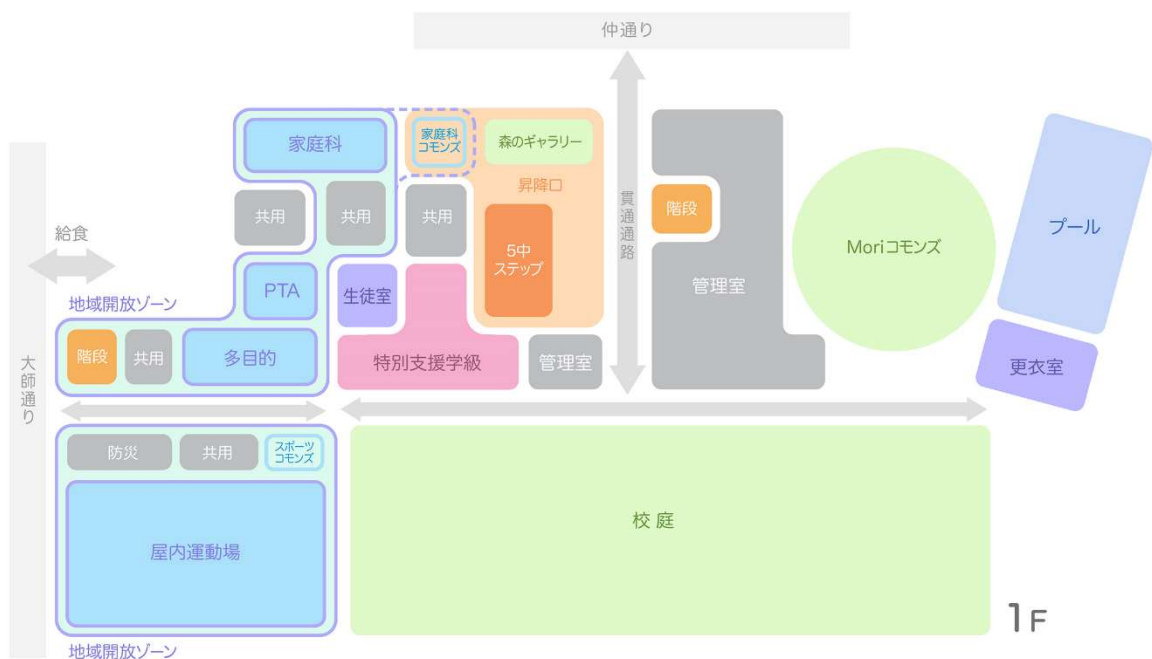 仲通り
家庭科
家庭科
コモンズ
森のギャラリー
昇降口
共用
共用
共用
貫通通路
階段
管理室
Moriコモンズ
プール
給食
5中
ステップ
PTA
生徒室
地域開放ゾーン
階段
共用
多目的
特別支援学級
管理室
更衣室
大師通り
防災
共用
スポーツ
コモンズ
屋内運動場
校庭
1F
地域開放ゾーン